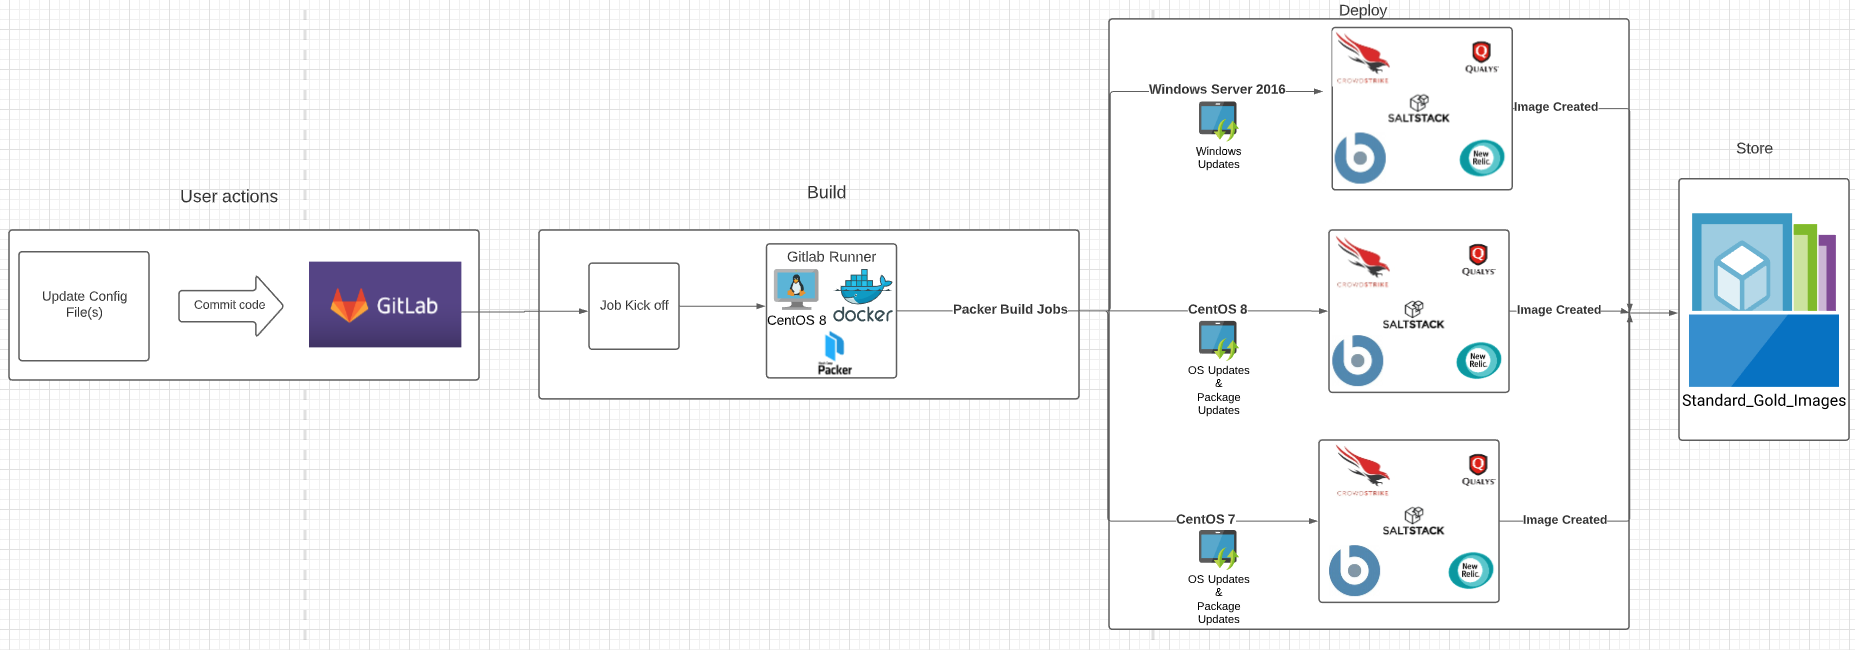 User actions
Update Config
File(s)
Commit code
GitLab
Build
Job Kick off
Gitlab Runner
CentOS 8
docker
Packer
Packer Build Jobs
Deploy
Windows Server 2016
Windows
Updates
CROWDSTRIKE
QUALYS
SALTSTACK
b
New
Relic.
Image Created
CentOS 8
OS Updates
&
Package
Updates
CROWDSTRIKE
QUALYS
SALTSTACK
b
New
Relic.
Image Created
CentOS 7
OS Updates
&
Package
Updates
CROWDSTRIKE
QUALYS
SALTSTACK
b
New
Relic.
Image Created
Store
Standard_Gold_Images